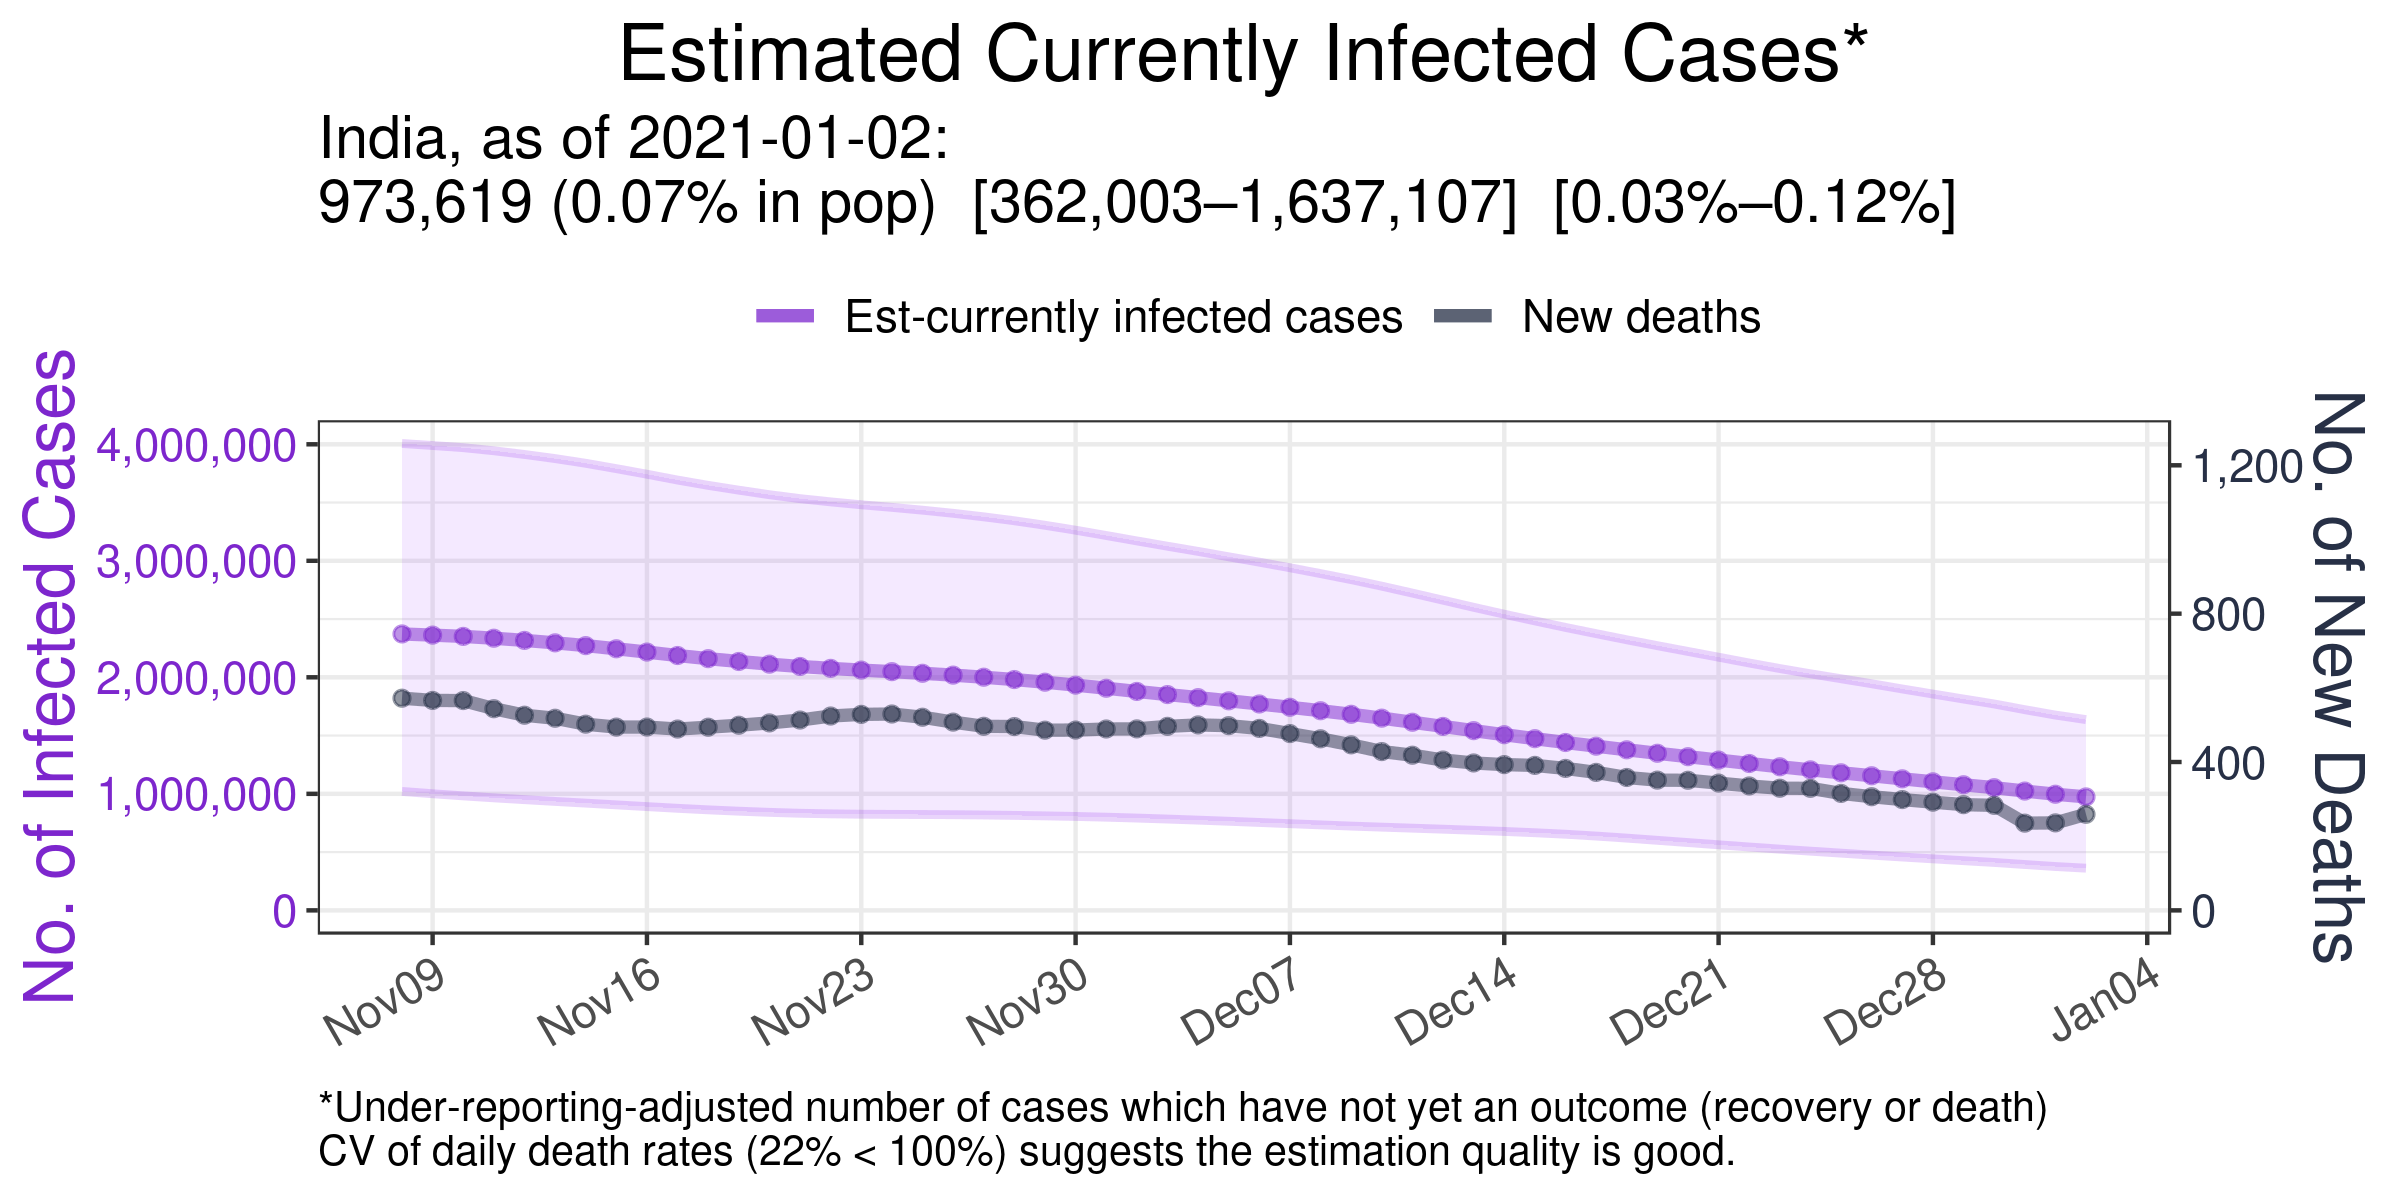 Estimated Currently Infected Cases*
India, as of 2021-01-02:
973,619 (0.07% in pop)  [362,003–1,637,107]  [0.03%–0.12%]
Est-currently infected cases
New deaths
No. of Infected Cases
4,000,000
3,000,000
2,000,000
1,000,000
0
1,200
800
400
0
No. of New Deaths
Nov09
Nov16
Nov23
Nov30
Dec07
Dec14
Dec21
Dec28
Jan04
*Under-reporting-adjusted number of cases which have not yet an outcome (recovery or death)
CV of daily death rates (22% < 100%) suggests the estimation quality is good.